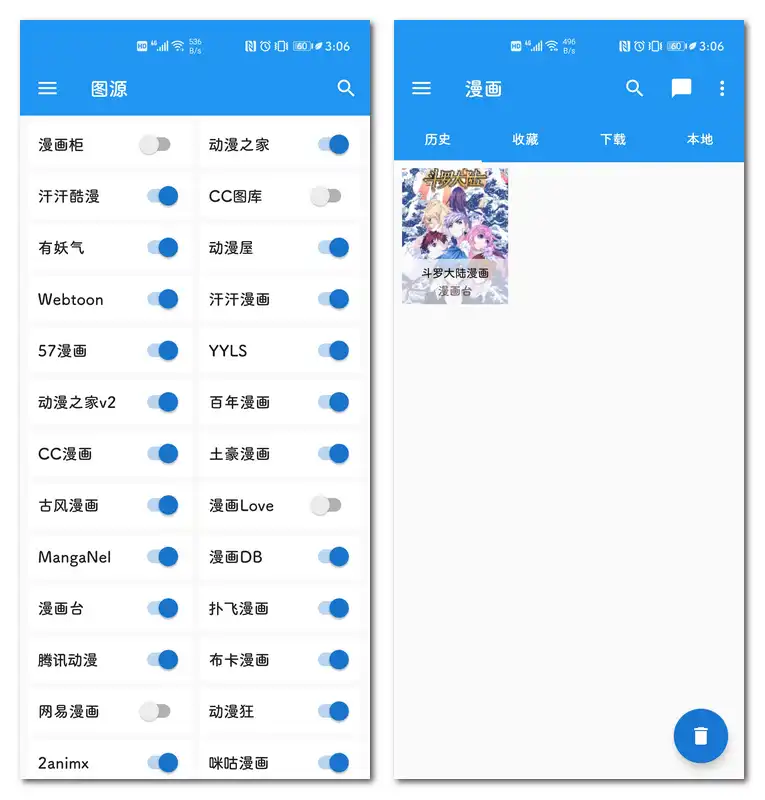 HD 4G 536 B/s 60 3:06
图源
漫画柜 动漫之家
汗汗酷漫 CC图库
有妖气 动漫屋
Webtoon 汗汗漫画
57漫画 YYLS
动漫之家v2 百年漫画
CC漫画 土豪漫画
古风漫画 漫画Love
MangaNel 漫画DB
漫画台 扑飞漫画
腾讯动漫 布卡漫画
网易漫画 动漫狂
2animx 咪咕漫画
HD 4G 496 B/s 60 3:06
漫画
历史 收藏 下载 本地
斗罗大陆
斗罗大陆漫画
漫画台